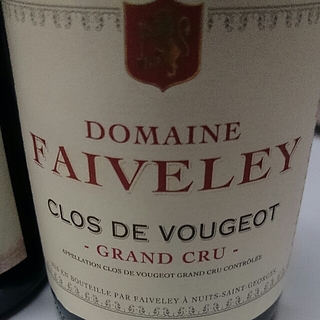 DOMAINE
FAIVELEY
CLOS DE VOUGEOT
- GRAND CRU -
APPELLATION CLOS DE VOUGEOT GRAND CRU CONTRÔLÉE
MIS EN BOUTEILLE PAR FAIVELEY À NUITS-SAINT-GEORGES